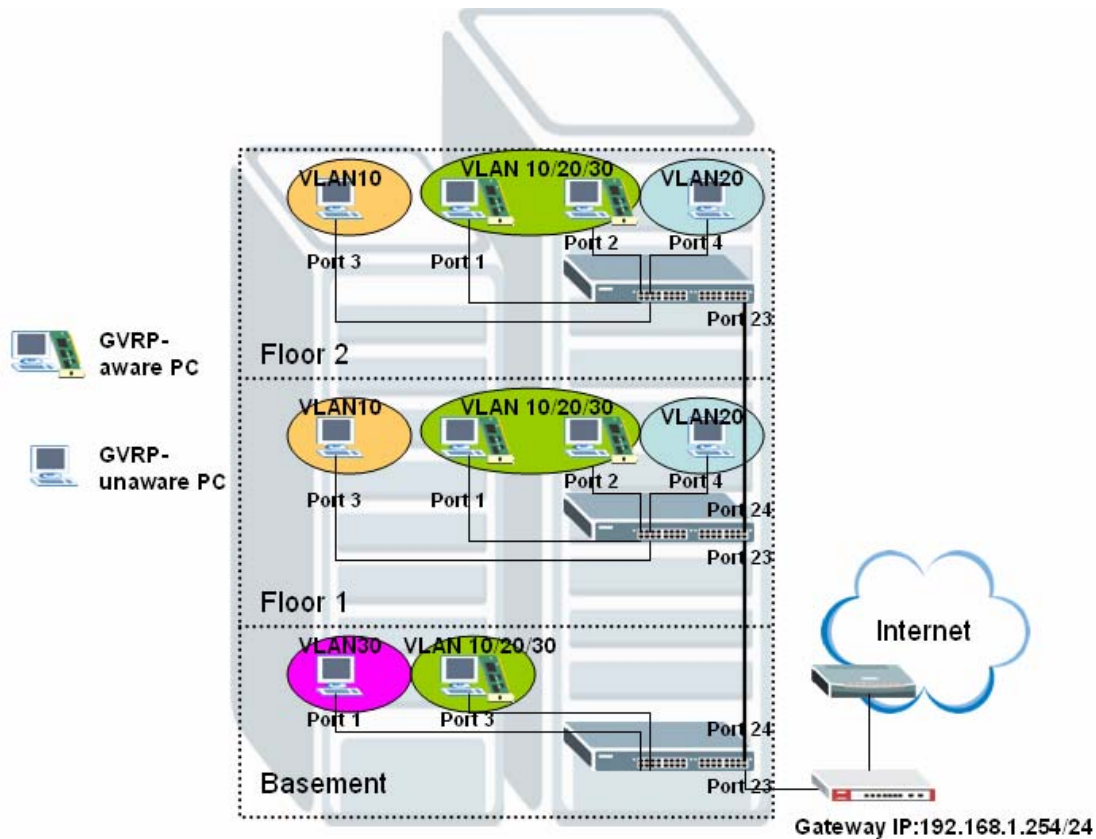 VLAN10
VLAN 10/20/30
VLAN20
Port 3
Port 1
Port 2
Port 4
Port 23
Floor 2
GVRP-
aware PC
GVRP-
unaware PC
VLAN10
VLAN 10/20/30
VLAN20
Port 3
Port 1
Port 2
Port 4
Port 24
Port 23
Floor 1
VLAN30
VLAN 10/20/30
Port 1
Port 3
Port 24
Port 23
Basement
Internet
Gateway IP:192.168.1.254/24